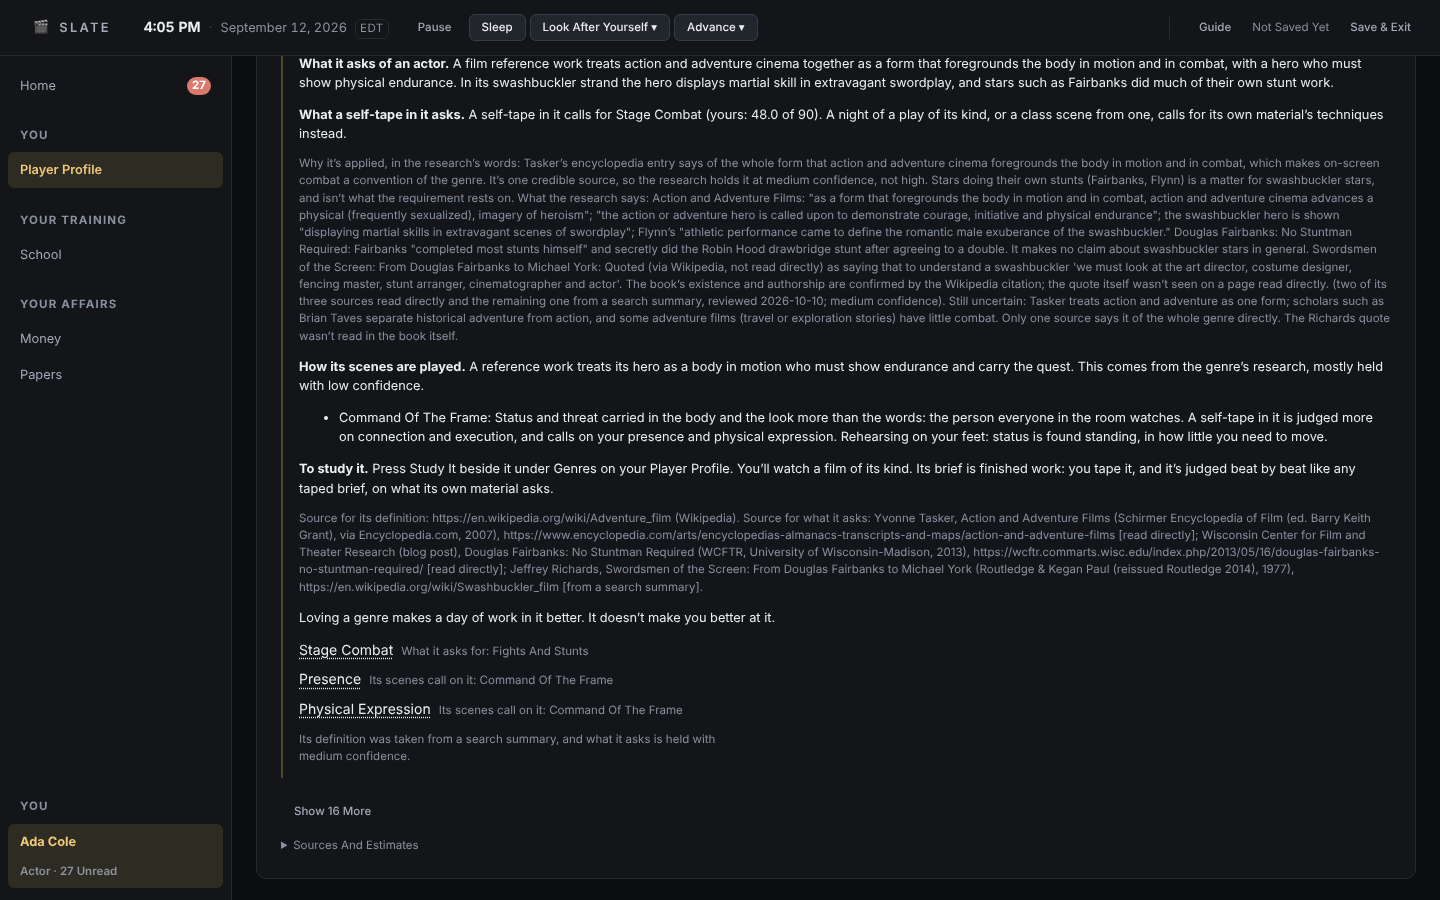 SLATE
4:05 PM · September 12, 2026 EDT
Pause
Sleep
Look After Yourself ▾
Advance ▾
Guide
Not Saved Yet
Save & Exit
Home
27
YOU
Player Profile
YOUR TRAINING
School
YOUR AFFAIRS
Money
Papers
YOU
Ada Cole
Actor · 27 Unread
What it asks of an actor. A film reference work treats action and adventure cinema together as a form that foregrounds the body in motion and in combat, with a hero who must
show physical endurance. In its swashbuckler strand the hero displays martial skill in extravagant swordplay, and stars such as Fairbanks did much of their own stunt work.
What a self-tape in it asks. A self-tape in it calls for Stage Combat (yours: 48.0 of 90). A night of a play of its kind, or a class scene from one, calls for its own material’s techniques
instead.
Why it’s applied, in the research’s words: Tasker’s encyclopedia entry says of the whole form that action and adventure cinema foregrounds the body in motion and in combat, which makes on-screen
combat a convention of the genre. It’s one credible source, so the research holds it at medium confidence, not high. Stars doing their own stunts (Fairbanks, Flynn) is a matter for swashbuckler stars,
and isn’t what the requirement rests on. What the research says: Action and Adventure Films: "as a form that foregrounds the body in motion and in combat, action and adventure cinema advances a
physical (frequently sexualized), imagery of heroism"; "the action or adventure hero is called upon to demonstrate courage, initiative and physical endurance"; the swashbuckler hero is shown
"displaying martial skills in extravagant scenes of swordplay"; Flynn’s "athletic performance came to define the romantic male exuberance of the swashbuckler." Douglas Fairbanks: No Stuntman
Required: Fairbanks "completed most stunts himself" and secretly did the Robin Hood drawbridge stunt after agreeing to a double. It makes no claim about swashbuckler stars in general. Swordsmen
of the Screen: From Douglas Fairbanks to Michael York: Quoted (via Wikipedia, not read directly) as saying that to understand a swashbuckler 'we must look at the art director, costume designer,
fencing master, stunt arranger, cinematographer and actor'. The book’s existence and authorship are confirmed by the Wikipedia citation; the quote itself wasn’t seen on a page read directly. (two of its
three sources read directly and the remaining one from a search summary, reviewed 2026-10-10; medium confidence). Still uncertain: Tasker treats action and adventure as one form; scholars such as
Brian Taves separate historical adventure from action, and some adventure films (travel or exploration stories) have little combat. Only one source says it of the whole genre directly. The Richards quote
wasn’t read in the book itself.
How its scenes are played. A reference work treats its hero as a body in motion who must show endurance and carry the quest. This comes from the genre’s research, mostly held
with low confidence.
• Command Of The Frame: Status and threat carried in the body and the look more than the words: the person everyone in the room watches. A self-tape in it is judged more
on connection and execution, and calls on your presence and physical expression. Rehearsing on your feet: status is found standing, in how little you need to move.
To study it. Press Study It beside it under Genres on your Player Profile. You’ll watch a film of its kind. Its brief is finished work: you tape it, and it’s judged beat by beat like any
taped brief, on what its own material asks.
Source for its definition: https://en.wikipedia.org/wiki/Adventure_film (Wikipedia). Source for what it asks: Yvonne Tasker, Action and Adventure Films (Schirmer Encyclopedia of Film (ed. Barry Keith
Grant), via Encyclopedia.com, 2007), https://www.encyclopedia.com/arts/encyclopedias-almanacs-transcripts-and-maps/action-and-adventure-films [read directly]; Wisconsin Center for Film and
Theater Research (blog post), Douglas Fairbanks: No Stuntman Required (WCFTR, University of Wisconsin-Madison, 2013), https://wcftr.commarts.wisc.edu/index.php/2013/05/16/douglas-fairbanks-
no-stuntman-required/ [read directly]; Jeffrey Richards, Swordsmen of the Screen: From Douglas Fairbanks to Michael York (Routledge & Kegan Paul (reissued Routledge 2014), 1977),
https://en.wikipedia.org/wiki/Swashbuckler_film [from a search summary].
Loving a genre makes a day of work in it better. It doesn’t make you better at it.
Stage Combat What it asks for: Fights And Stunts
Presence Its scenes call on it: Command Of The Frame
Physical Expression Its scenes call on it: Command Of The Frame
Its definition was taken from a search summary, and what it asks is held with
medium confidence.
Show 16 More
▶ Sources And Estimates